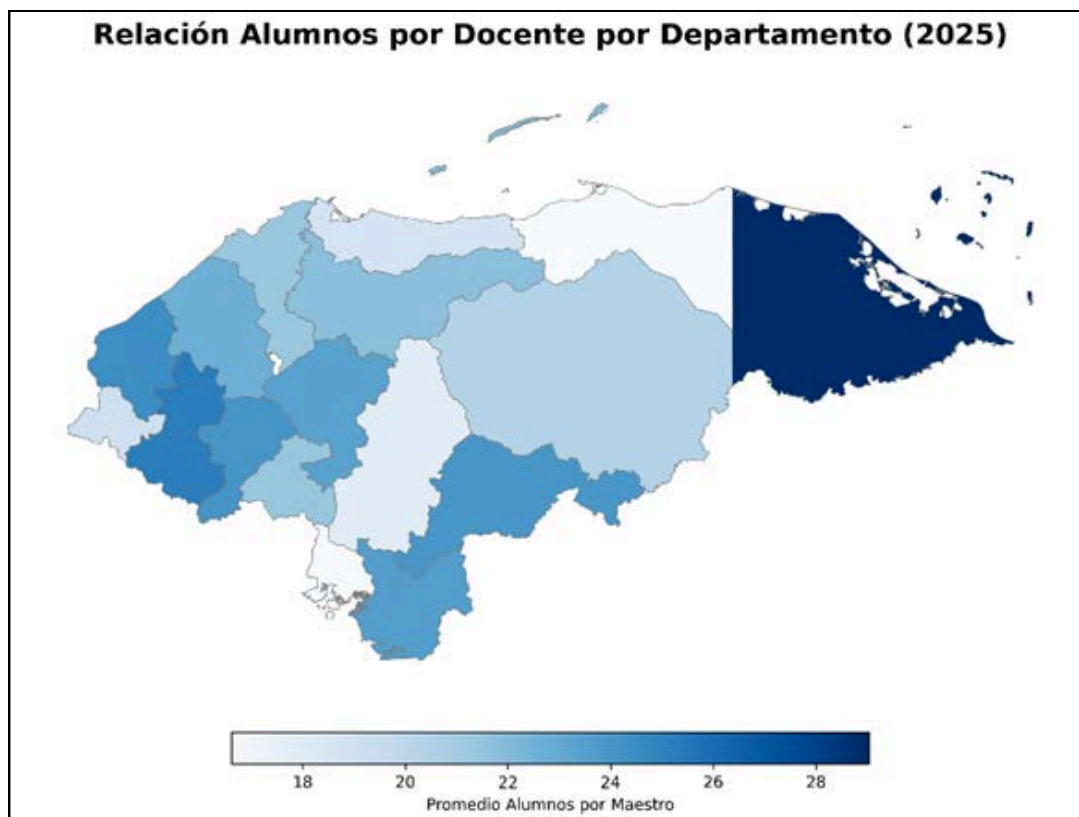 Relación Alumnos por Docente por Departamento (2025)
18 20 22 24 26 28
Promedio Alumnos por Maestro